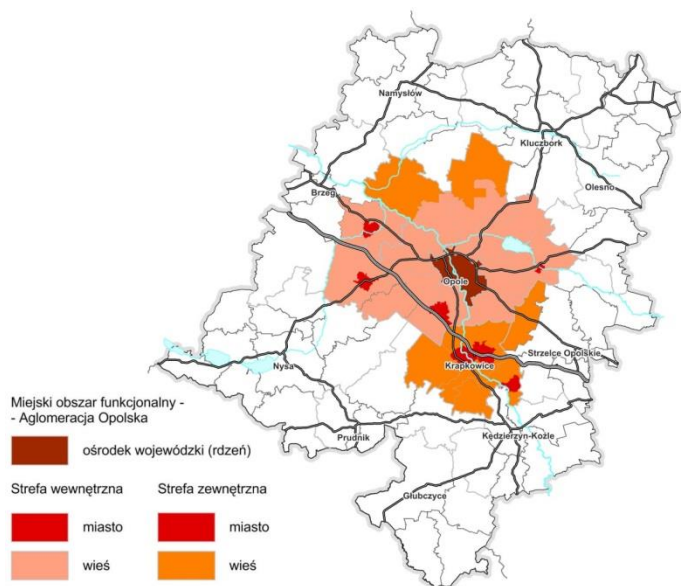 Namysłów
Kluczbork
Olesno
Brzeg
Opole
Strzelce Opolskie
Krapkowice
Nysa
Miejski obszar funkcjonalny -
- Aglomeracja Opolska
ośrodek wojewódzki (rdzeń)
Prudnik
Kędzierzyn-Koźle
Strefa wewnętrzna
Strefa zewnętrzna
Głubczyce
miasto
miasto
wieś
wieś